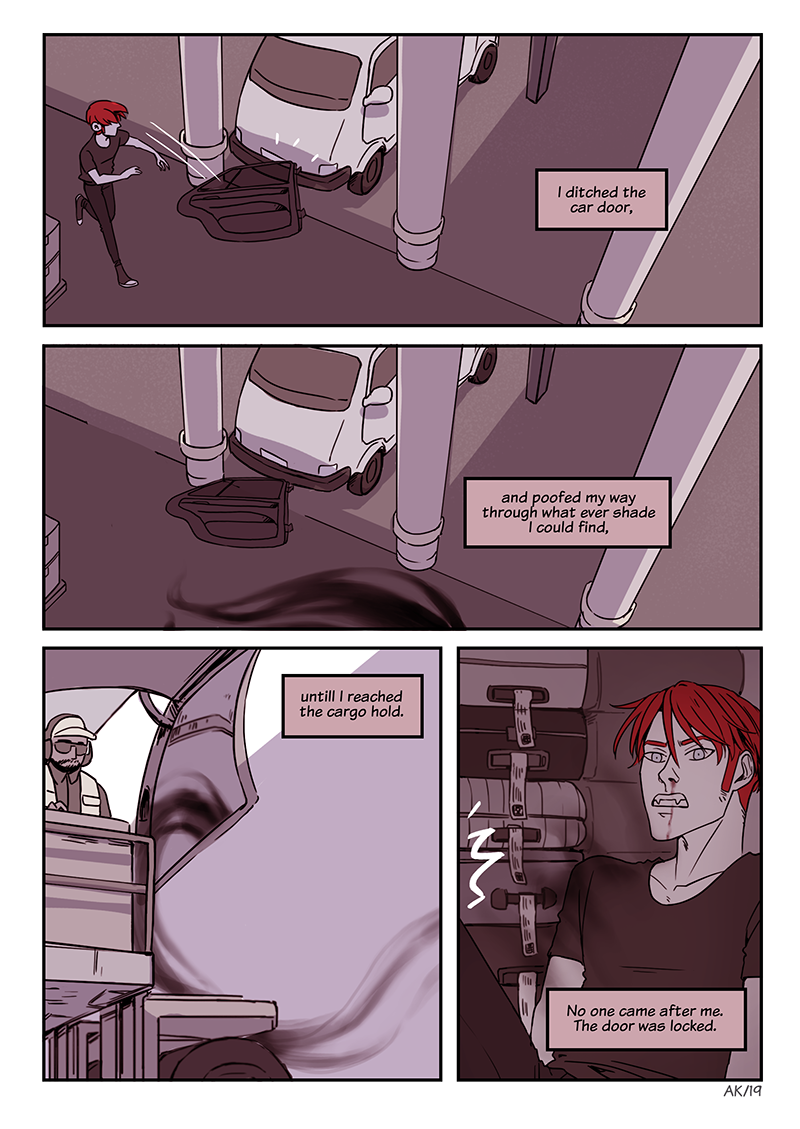 I ditched the
car door,
and poofed my way
through what ever shade
I could find,
untill I reached
the cargo hold.
No one came after me.
The door was locked.
AK/19